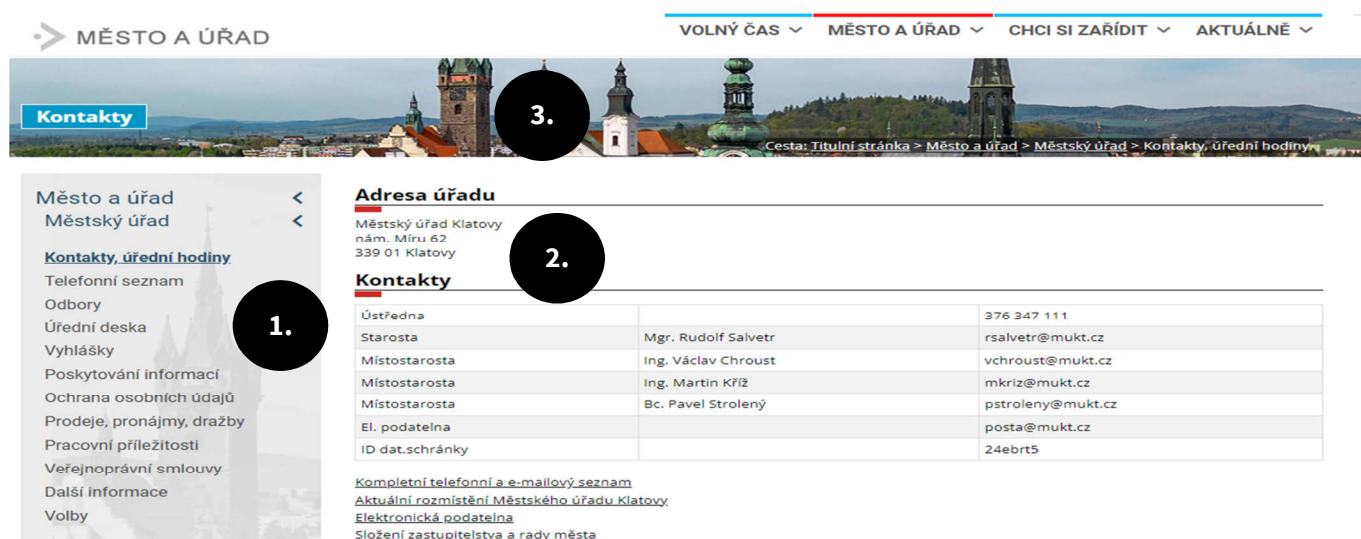 MĚSTO A ÚŘAD
VOLNÝ ČAS MĚSTO A ÚŘAD CHCI SI ZAŘÍDIT AKTUÁLNĚ
Kontakty
3.
Cesta: Titulní stránka > Město a úřad > Městský úřad > Kontakty, úřední hodiny
Město a úřad <
Městský úřad <
Kontakty, úřední hodiny
Telefonní seznam
Odbory
Úřední deska
Vyhlášky
Poskytování informací
Ochrana osobních údajů
Prodeje, pronájmy, dražby
Pracovní příležitosti
Veřejnoprávní smlouvy
Další informace
Volby
1.
Adresa úřadu
Městský úřad Klatovy
nám. Míru 62
339 01 Klatovy
2.
Kontakty
Ústředna 376 347 111
Starosta Mgr. Rudolf Salvetr rsalvetr@mukt.cz
Místostarosta Ing. Václav Chroust vchroust@mukt.cz
Místostarosta Ing. Martin Kříž mkriz@mukt.cz
Místostarosta Bc. Pavel Strolený pstroleny@mukt.cz
El. podatelna posta@mukt.cz
ID dat.schránky 24ebrt5
Kompletní telefonní a e-mailový seznam
Aktuální rozmístění Městského úřadu Klatovy
Elektronická podatelna
Složení zastupitelstva a rady města